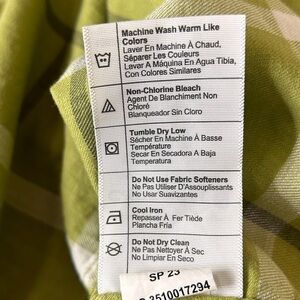 Machine Wash Warm Like
Colors
Laver En Machine À Chaud,
Séparer Les Couleurs
Lavar A Máquina En Agua Tibia,
Con Colores Similares
Non-Chlorine Bleach
Agent De Blanchiment Non
Chloré
Blanqueador Sin Cloro
Tumble Dry Low
Sécher En Machine À Basse
Température
Secar En Secadora A Baja
Temperatura
Do Not Use Fabric Softeners
Ne Pas Utiliser D'Assouplissants
No Usar Suavizantes
Cool Iron
Repasser À Fer Tiède
Plancha Fría
Do Not Dry Clean
Ne Pas Nettoyer À Sec
No Limpiar En Seco
SP 23
3510017294